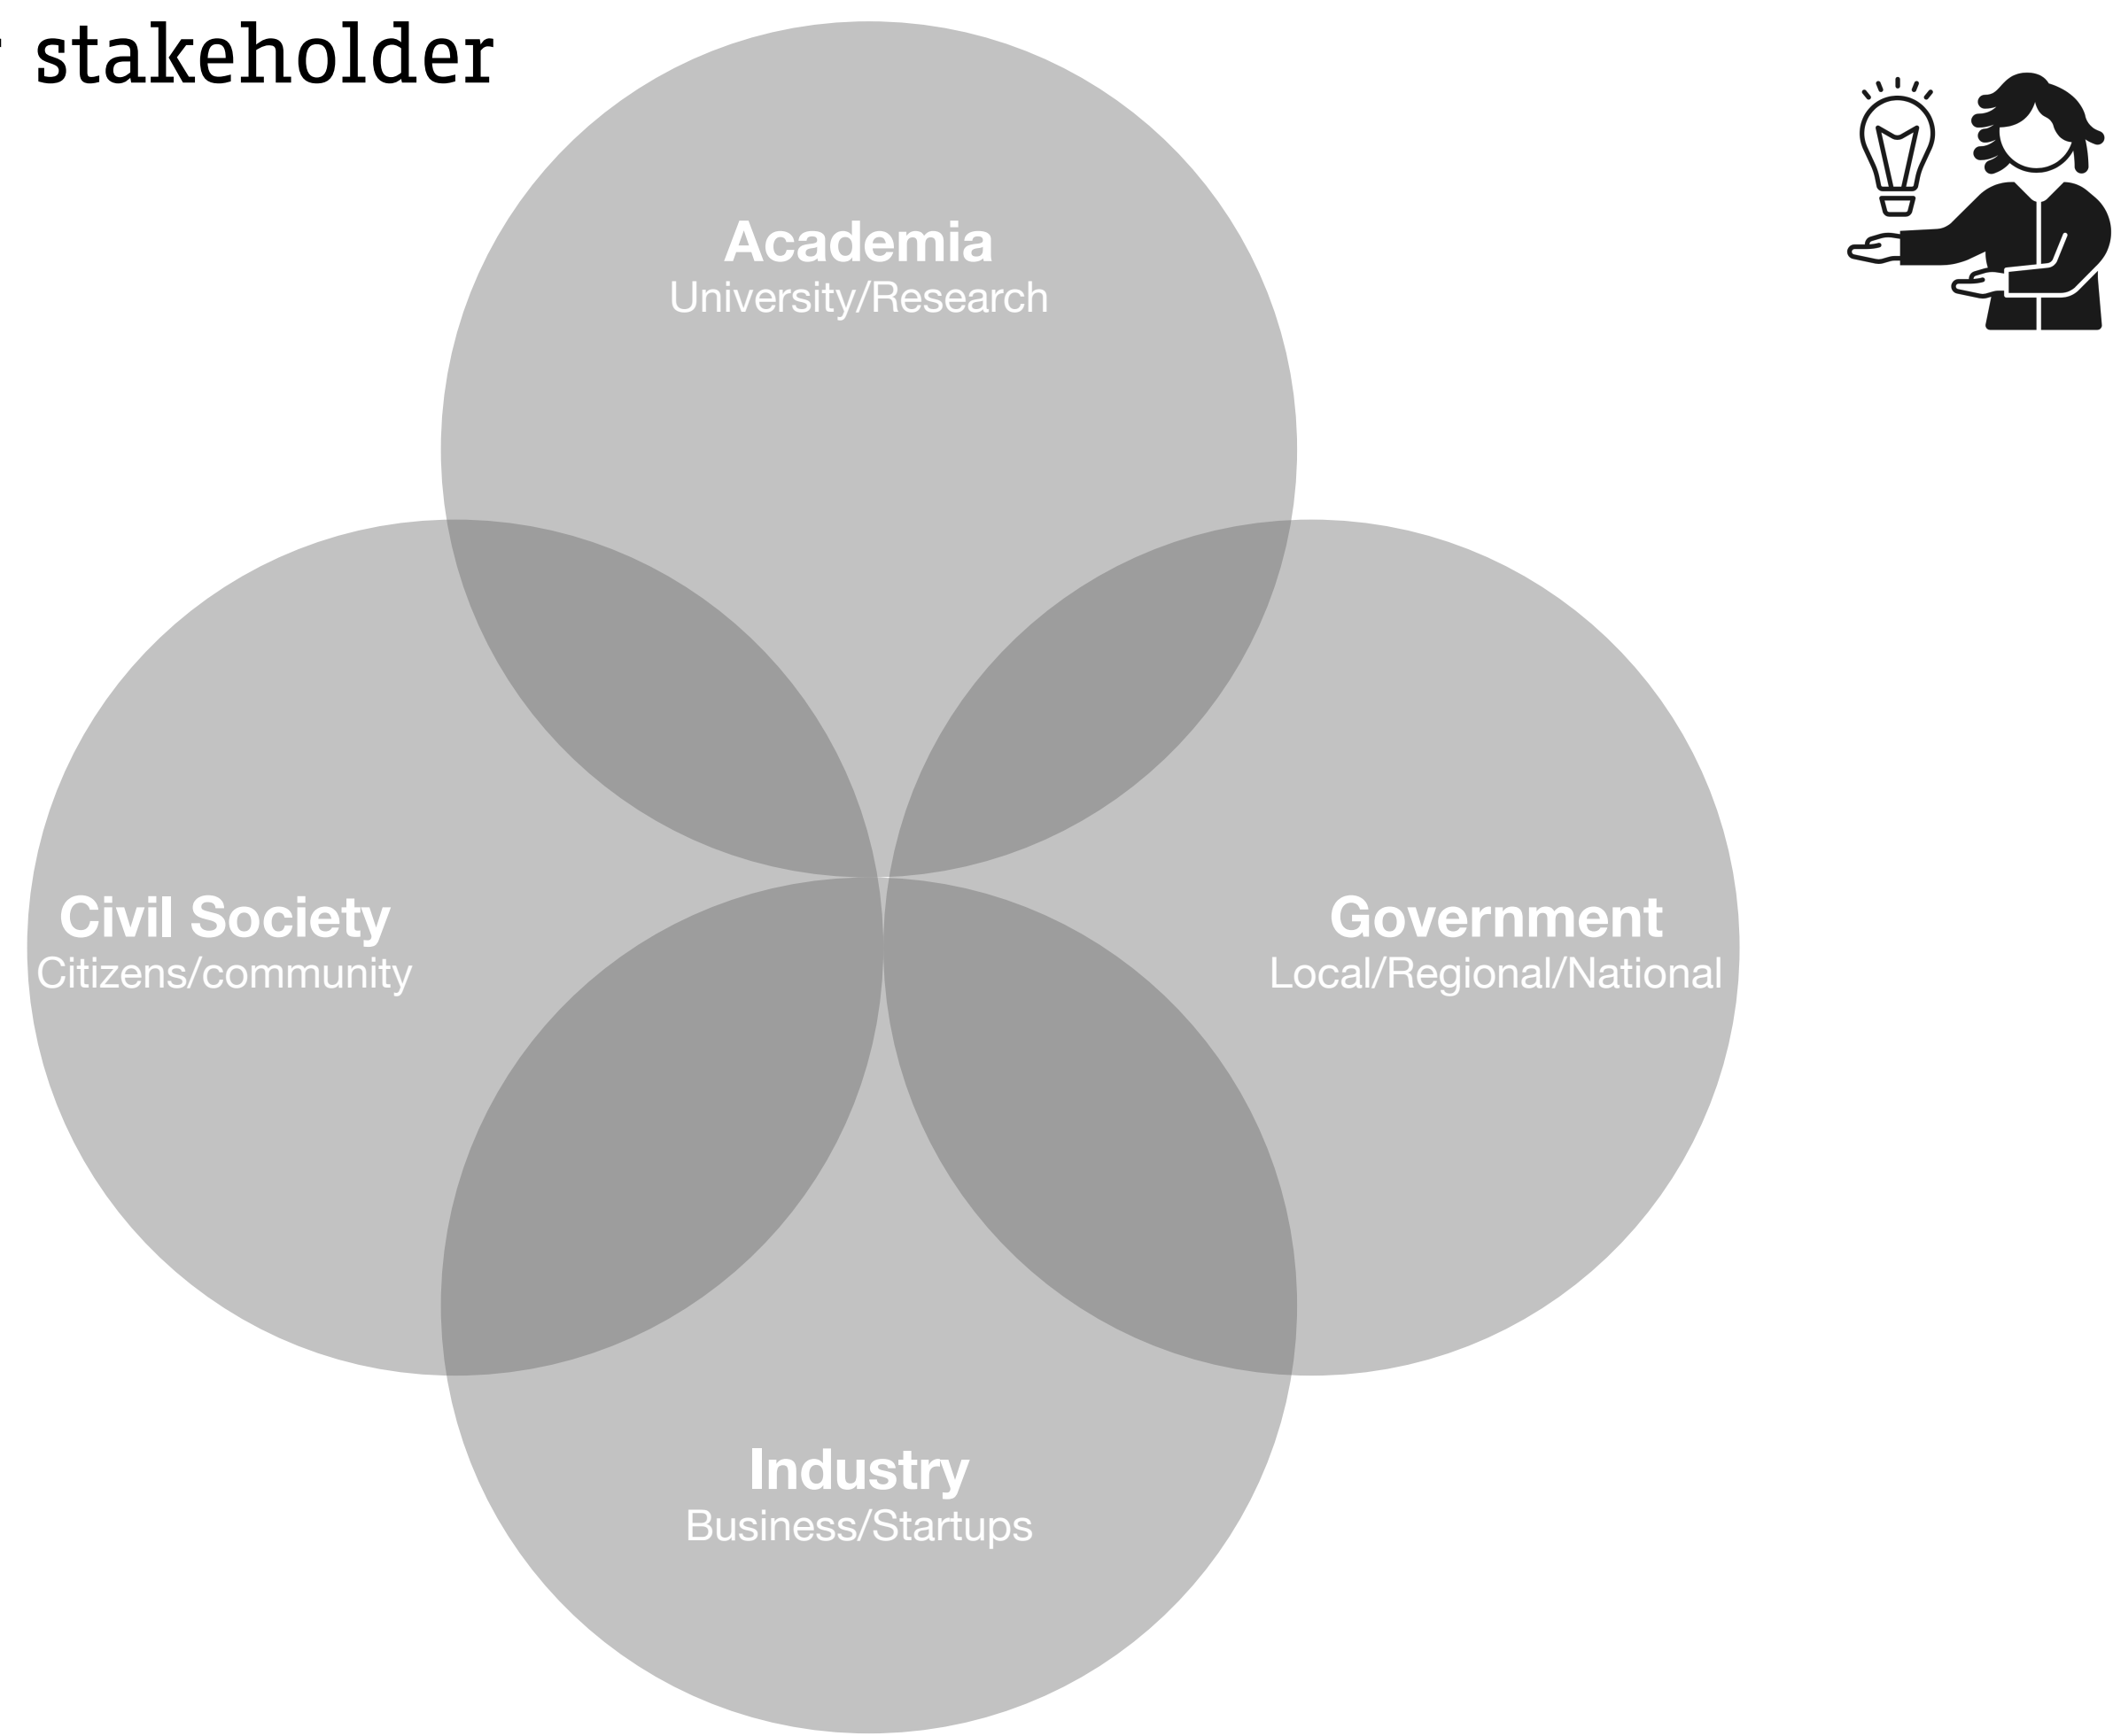 stakeholder
Academia
University/Research
Civil Society
Citizens/community
Government
Local/Regional/National
Industry
Business/Startups